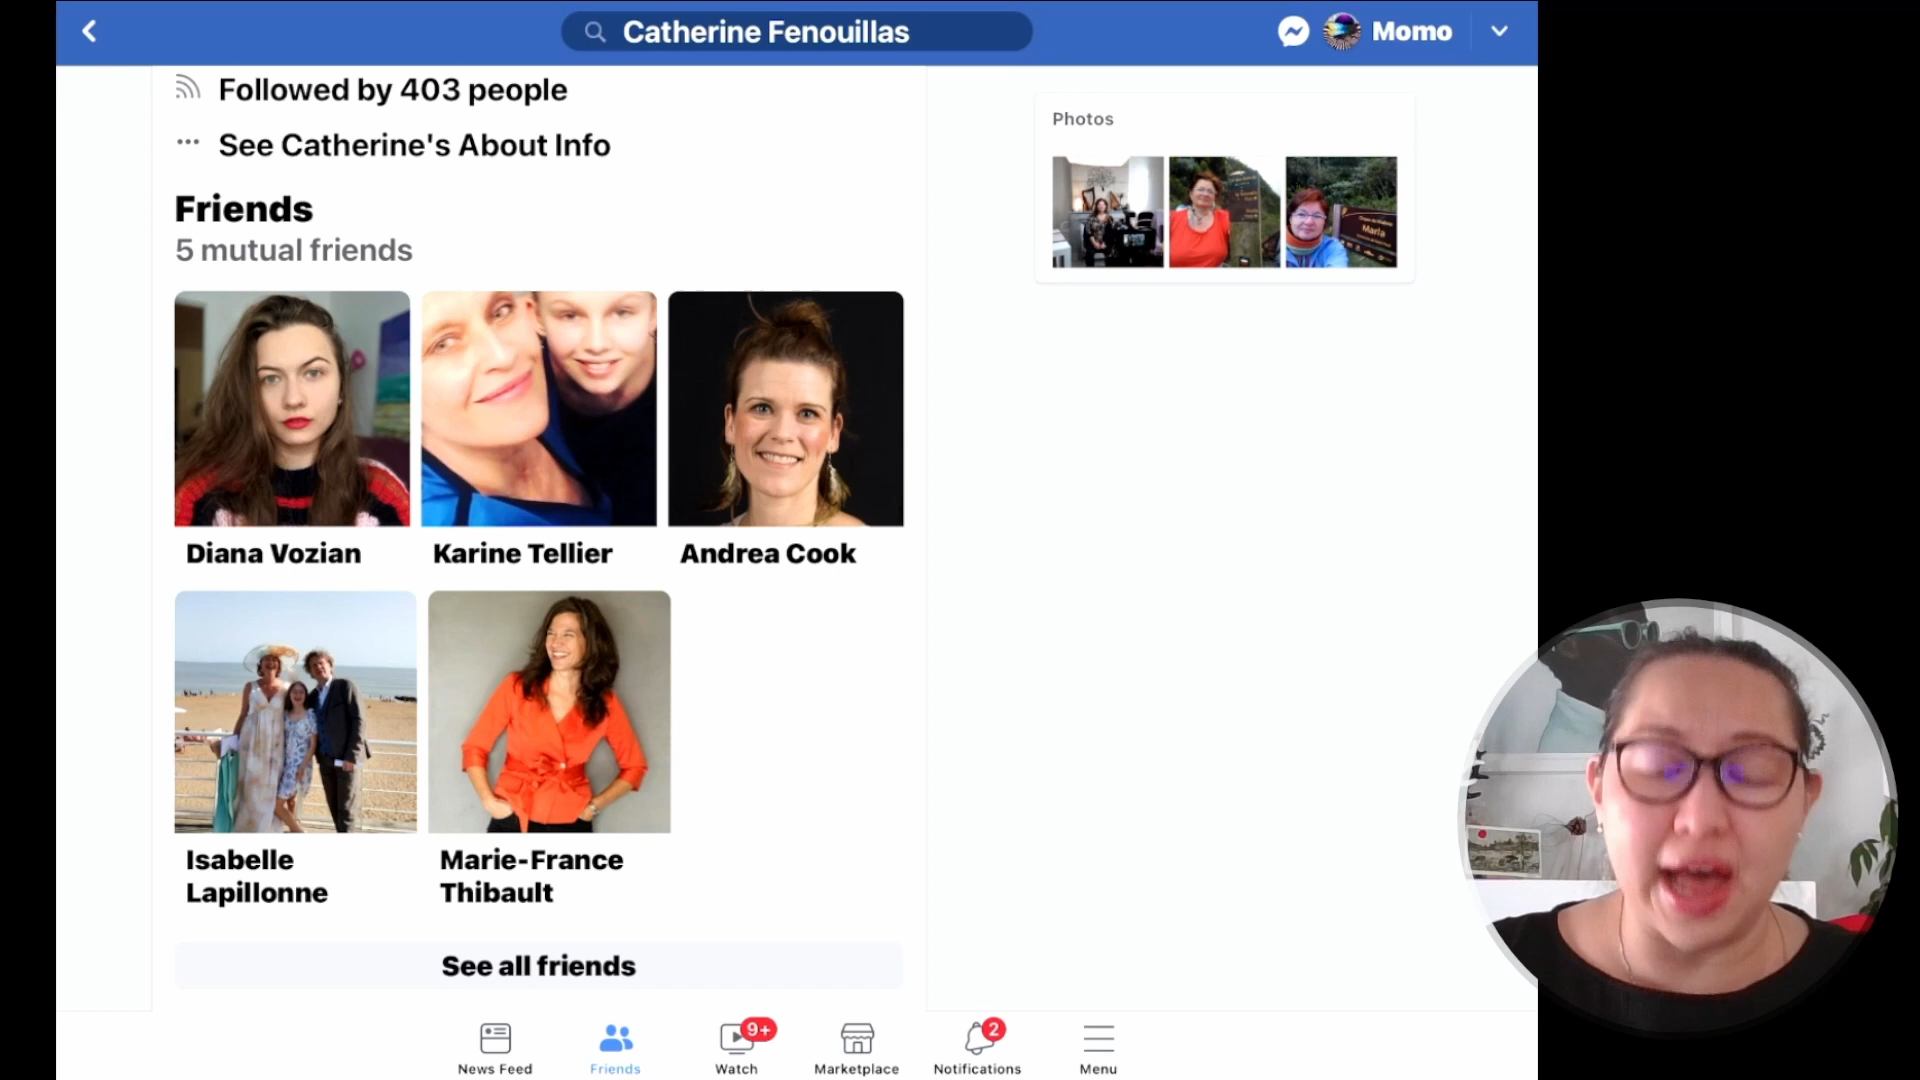 Catherine Fenouillas
Momo
Followed by 403 people
See Catherine's About Info
Friends
5 mutual friends
Diana Vozian
Karine Tellier
Andrea Cook
Isabelle
Lapillonne
Marie-France
Thibault
See all friends
Photos
Marla
9+
2
News Feed
Friends
Watch
Marketplace
Notifications
Menu